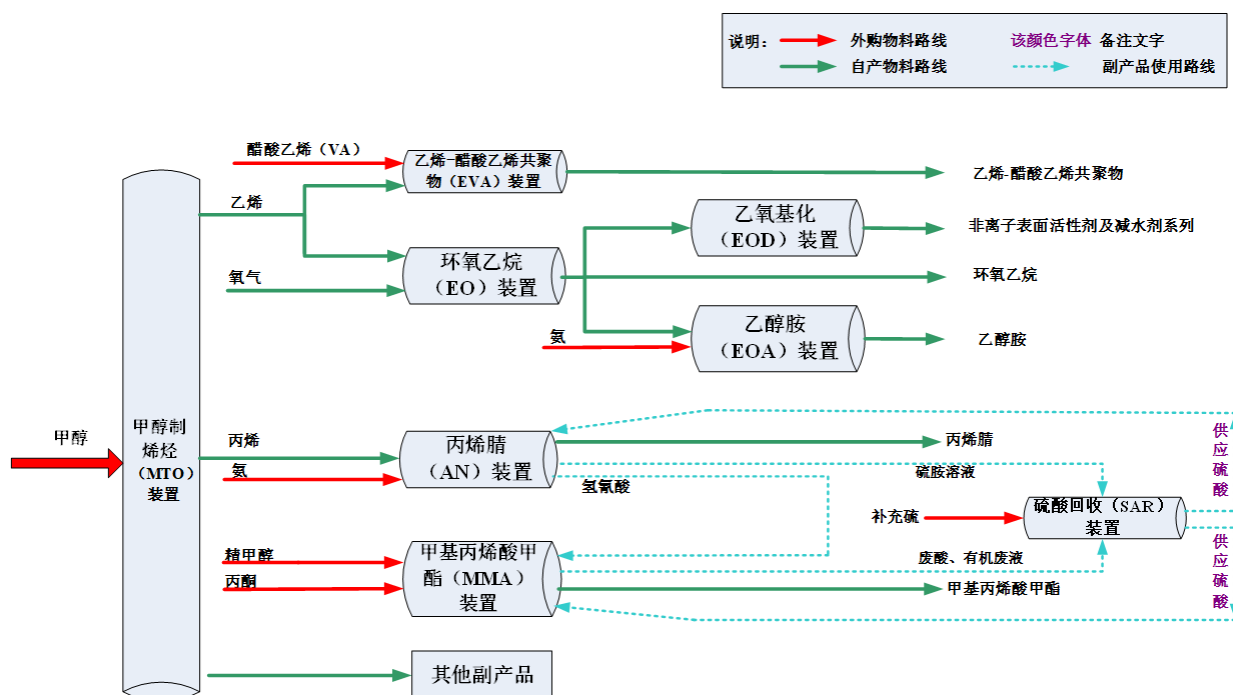 说明：
外购物料路线
该颜色字体 备注文字
自产物料路线
副产品使用路线
醋酸乙烯（VA）
乙烯-醋酸乙烯共聚
物（EVA）装置
乙烯-醋酸乙烯共聚物
乙烯
乙氧基化
（EOD）装置
非离子表面活性剂及减水剂系列
氧气
环氧乙烷
（EO）装置
环氧乙烷
氨
乙醇胺
（EOA）装置
乙醇胺
甲醇
甲醇制
烯烃
（MTO）
装置
丙烯
氨
丙烯腈
（AN）装置
丙烯腈
硫胺溶液
氢氰酸
供应硫酸
补充硫
硫酸回收（SAR）
装置
供应硫酸
精甲醇
丙酮
甲基丙烯酸甲
酯（MMA）
装置
废酸、有机废液
甲基丙烯酸甲酯
其他副产品